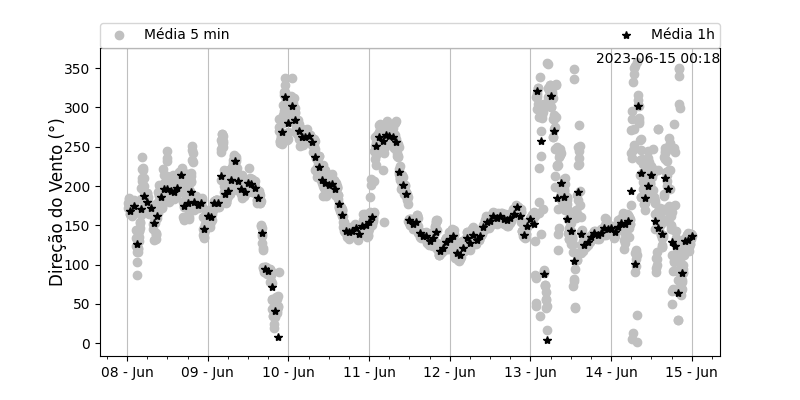 Média 5 min
Média 1h
2023-06-15 00:18
Direção do Vento (°)
350
300
250
200
150
100
50
0
08 - Jun
09 - Jun
10 - Jun
11 - Jun
12 - Jun
13 - Jun
14 - Jun
15 - Jun